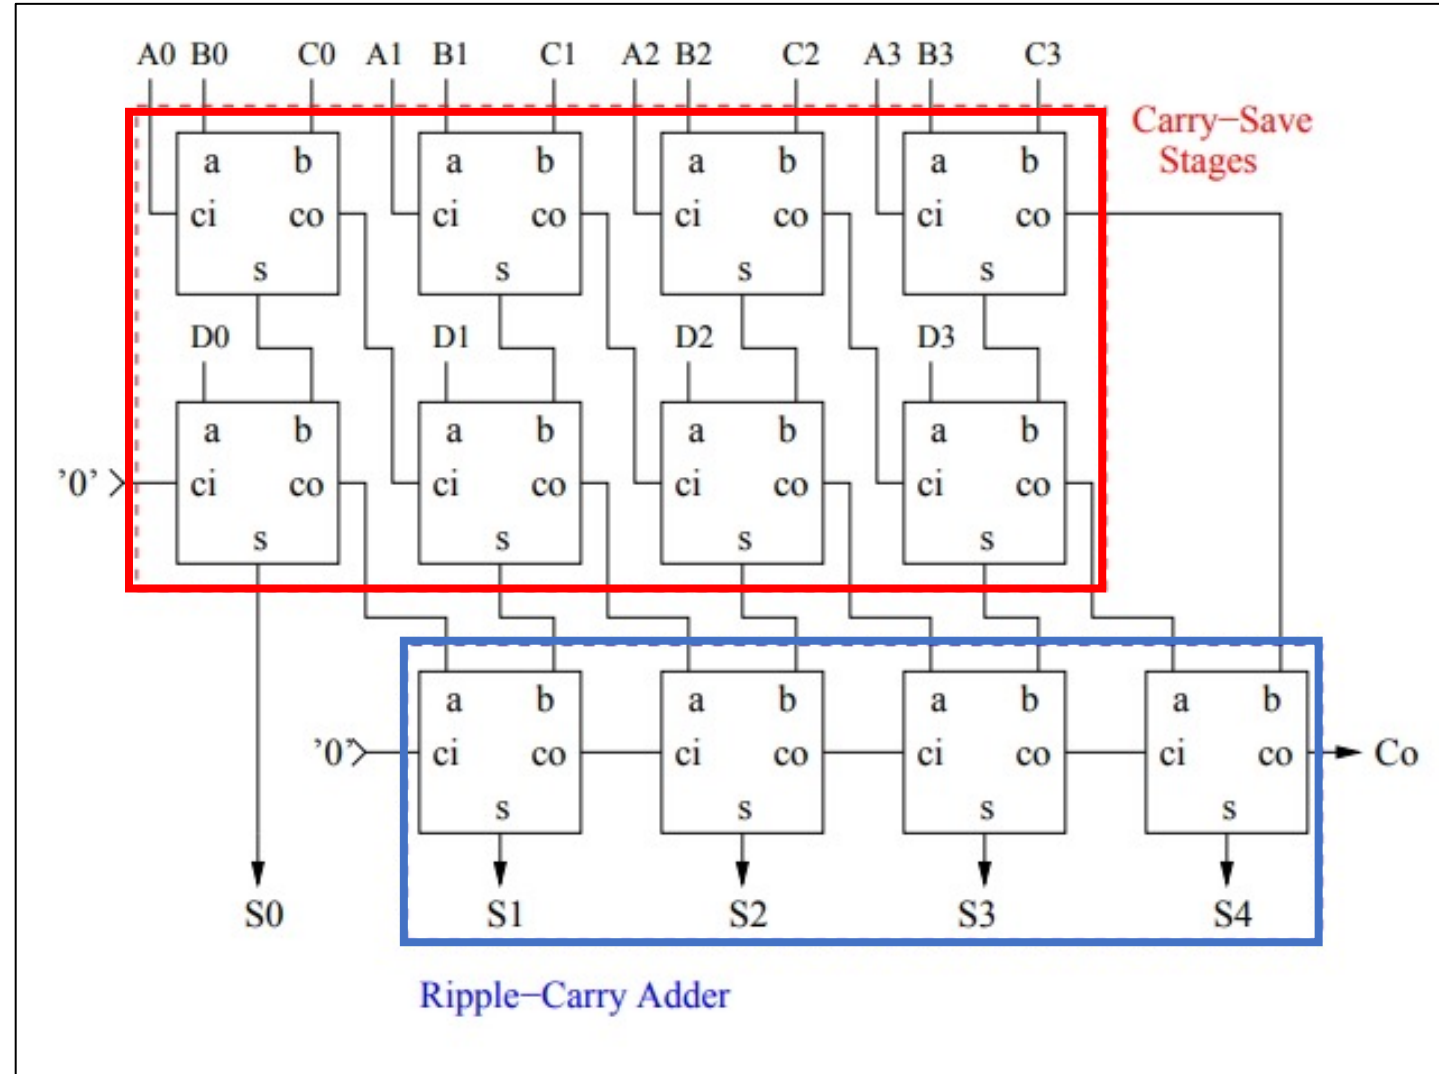 A0 B0 C0 A1 B1 C1 A2 B2 C2 A3 B3 C3
Carry−Save
Stages
a b a b a b a b
ci co ci co ci co ci co
s s s s
D0 D1 D2 D3
a b a b a b a b
’0’ ci co ci co ci co ci co
s s s s
a b a b a b a b
’0’ ci co ci co ci co ci co Co
s s s s
S0 S1 S2 S3 S4
Ripple−Carry Adder